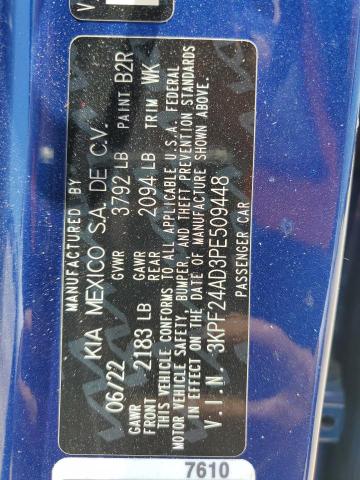 MANUFACTURED BY
KIA MEXICO S.A. DE C.V.
06/22 GVWR 3792 LB PAINT B2R
GAWR FRONT 2183 LB GAWR REAR 2094 LB TRIM WK
THIS VEHICLE CONFORMS TO ALL APPLICABLE U.S.A. FEDERAL
MOTOR VEHICLE SAFETY, BUMPER, AND THEFT PREVENTION STANDARDS
IN EFFECT ON THE DATE OF MANUFACTURE SHOWN ABOVE.
V.I.N. 3KPF24AD3PE509448
PASSENGER CAR
7610